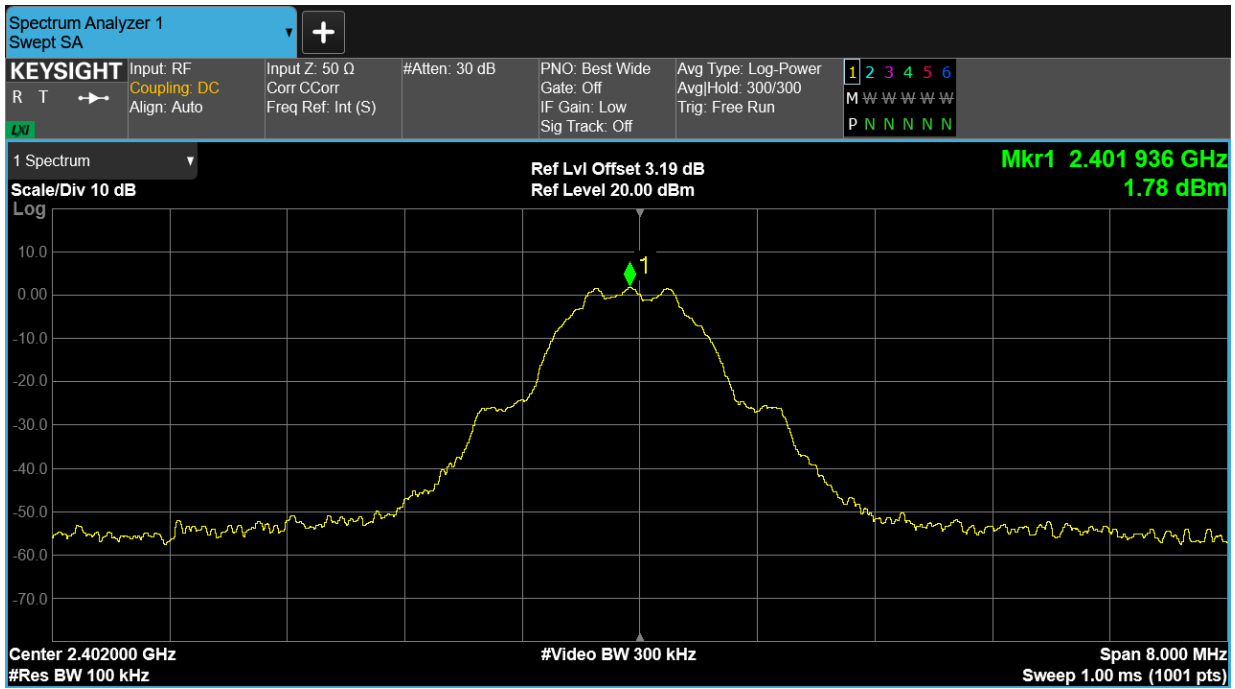 Spectrum Analyzer 1
Swept SA
▼
+
KEYSIGHT
R T
LXI
Input: RF
Coupling: DC
Align: Auto
Input Z: 50 Ω
Corr CCorr
Freq Ref: Int (S)
#Atten: 30 dB
PNO: Best Wide
Gate: Off
IF Gain: Low
Sig Track: Off
Avg Type: Log-Power
Avg|Hold: 300/300
Trig: Free Run
1 2 3 4 5 6
M W W W W W
P N N N N N
1 Spectrum ▼
Scale/Div 10 dB
Ref Lvl Offset 3.19 dB
Ref Level 20.00 dBm
Mkr1 2.401 936 GHz
1.78 dBm
Log
10.0
0.00
-10.0
-20.0
-30.0
-40.0
-50.0
-60.0
-70.0
1
Center 2.402000 GHz
#Res BW 100 kHz
#Video BW 300 kHz
Span 8.000 MHz
Sweep 1.00 ms (1001 pts)